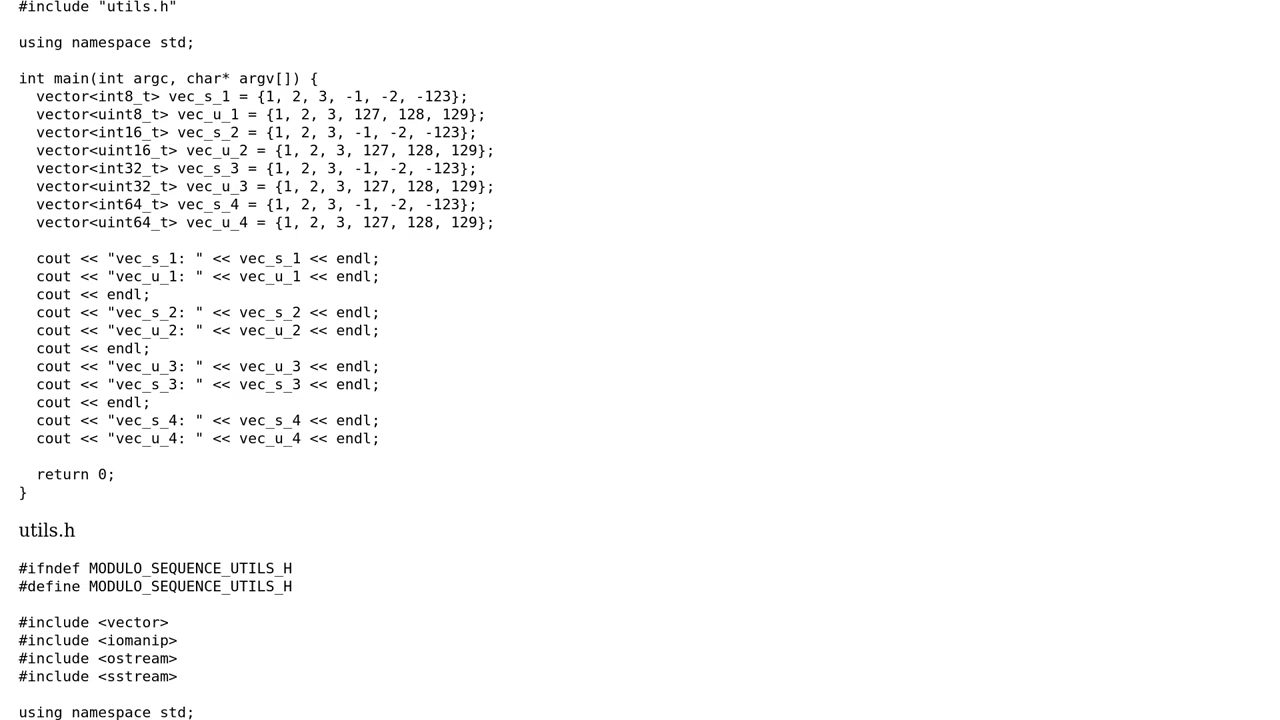 #include "utils.h"
using namespace std;
int main(int argc, char* argv[]) {
  vector<int8_t> vec_s_1 = {1, 2, 3, -1, -2, -123};
  vector<uint8_t> vec_u_1 = {1, 2, 3, 127, 128, 129};
  vector<int16_t> vec_s_2 = {1, 2, 3, -1, -2, -123};
  vector<uint16_t> vec_u_2 = {1, 2, 3, 127, 128, 129};
  vector<int32_t> vec_s_3 = {1, 2, 3, -1, -2, -123};
  vector<uint32_t> vec_u_3 = {1, 2, 3, 127, 128, 129};
  vector<int64_t> vec_s_4 = {1, 2, 3, -1, -2, -123};
  vector<uint64_t> vec_u_4 = {1, 2, 3, 127, 128, 129};
  cout << "vec_s_1: " << vec_s_1 << endl;
  cout << "vec_u_1: " << vec_u_1 << endl;
  cout << endl;
  cout << "vec_s_2: " << vec_s_2 << endl;
  cout << "vec_u_2: " << vec_u_2 << endl;
  cout << endl;
  cout << "vec_u_3: " << vec_u_3 << endl;
  cout << "vec_s_3: " << vec_s_3 << endl;
  cout << endl;
  cout << "vec_s_4: " << vec_s_4 << endl;
  cout << "vec_u_4: " << vec_u_4 << endl;
  return 0;
}
utils.h
#ifndef MODULO_SEQUENCE_UTILS_H
#define MODULO_SEQUENCE_UTILS_H
#include <vector>
#include <iomanip>
#include <ostream>
#include <sstream>
using namespace std;